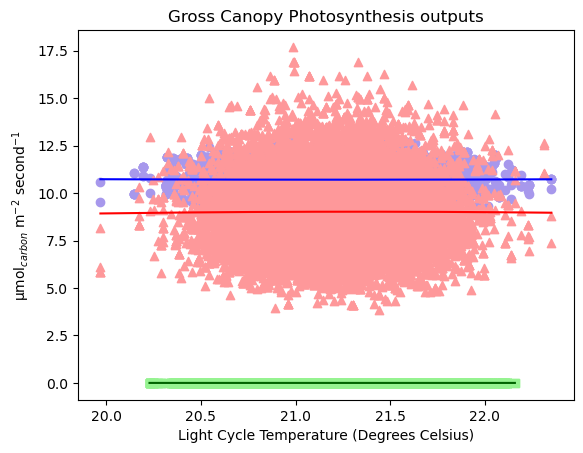 Gross Canopy Photosynthesis outputs
17.5
15.0
12.5
10.0
7.5
5.0
2.5
0.0
µmol_{carbon} m^{−2} second^{−1}
20.0 20.5 21.0 21.5 22.0
Light Cycle Temperature (Degrees Celsius)